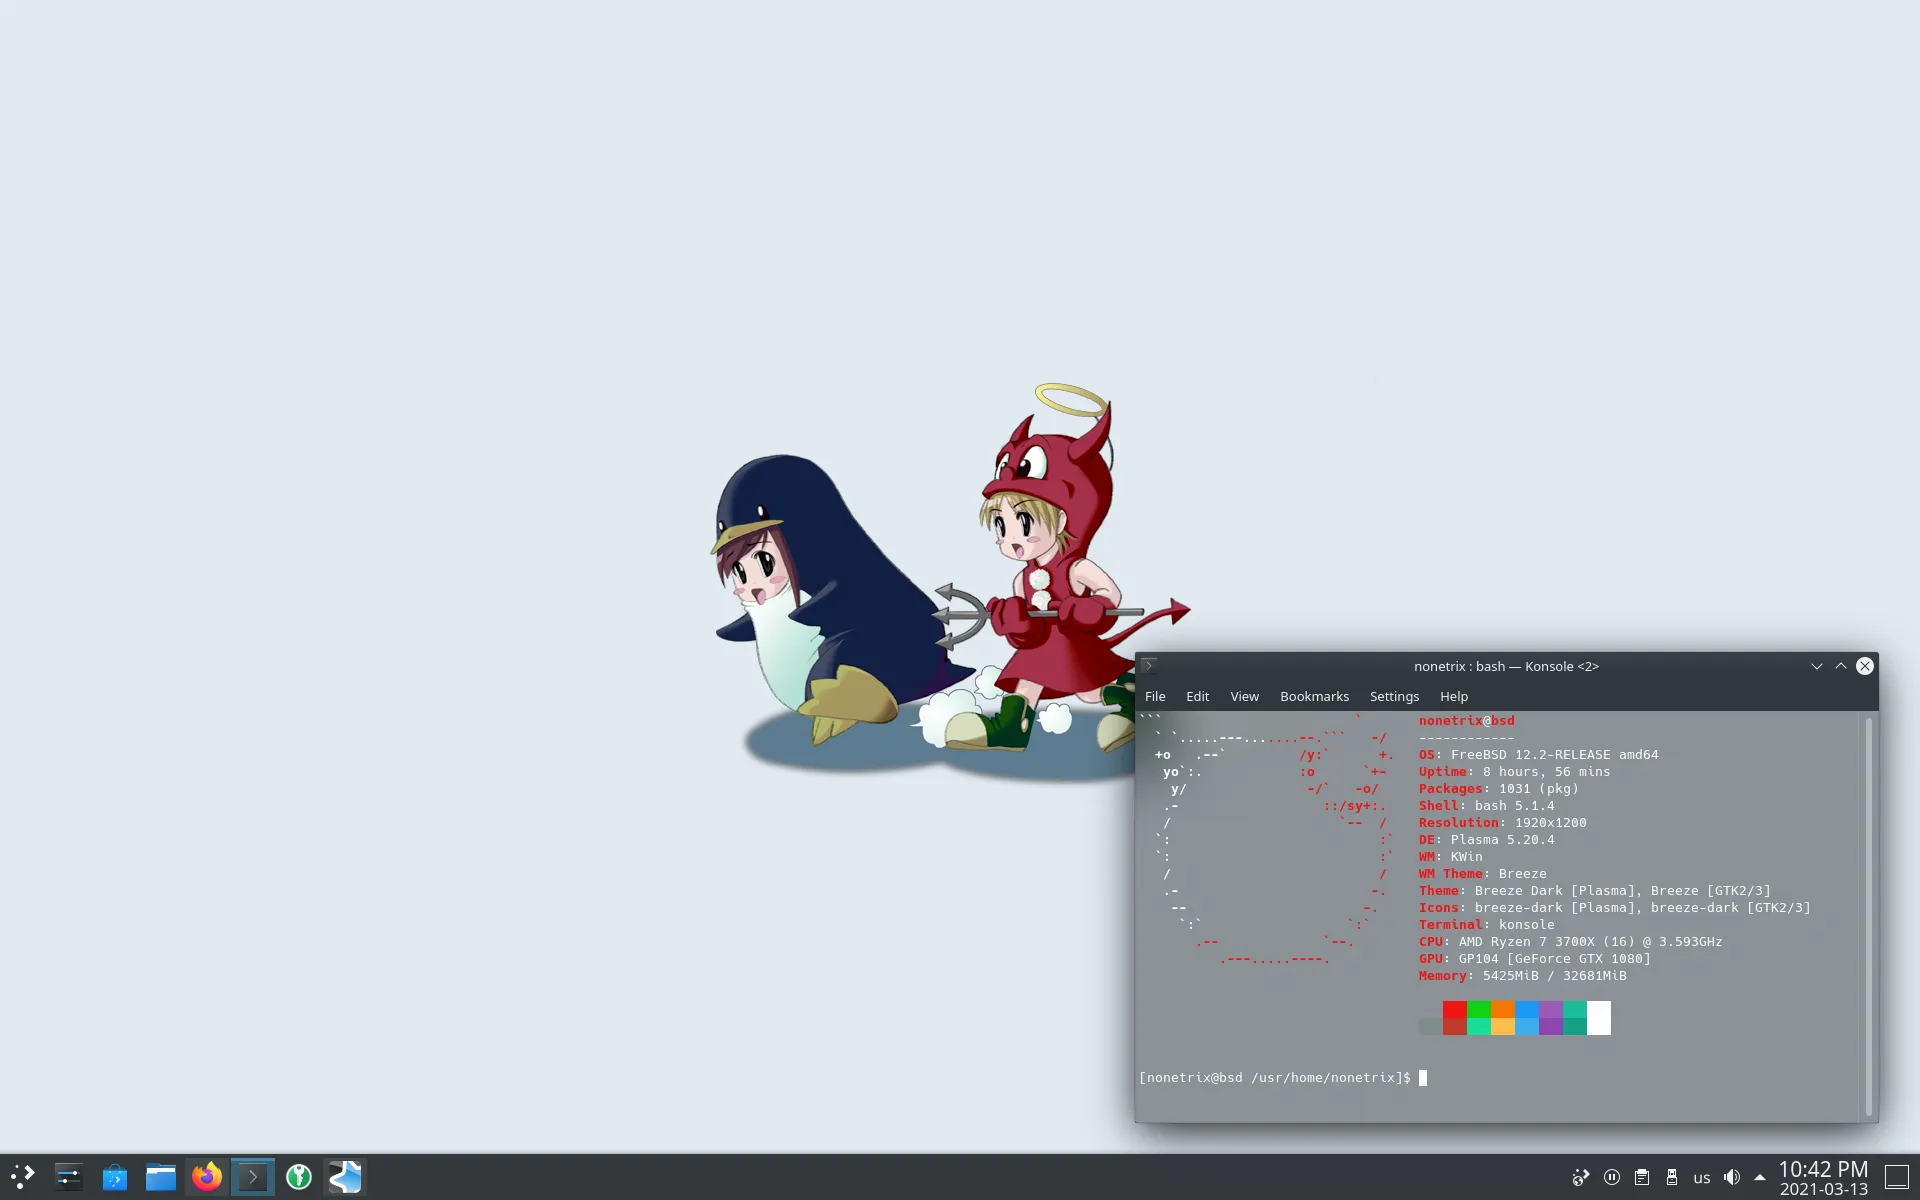 nonetrix : bash — Konsole <2>
File Edit View Bookmarks Settings Help
nonetrix@bsd
------------
OS: FreeBSD 12.2-RELEASE amd64
Uptime: 8 hours, 56 mins
Packages: 1031 (pkg)
Shell: bash 5.1.4
Resolution: 1920x1200
DE: Plasma 5.20.4
WM: KWin
WM Theme: Breeze
Theme: Breeze Dark [Plasma], Breeze [GTK2/3]
Icons: breeze-dark [Plasma], breeze-dark [GTK2/3]
Terminal: konsole
CPU: AMD Ryzen 7 3700X (16) @ 3.593GHz
GPU: GP104 [GeForce GTX 1080]
Memory: 5425MiB / 32681MiB
[nonetrix@bsd /usr/home/nonetrix]$
us
10:42 PM
2021-03-13